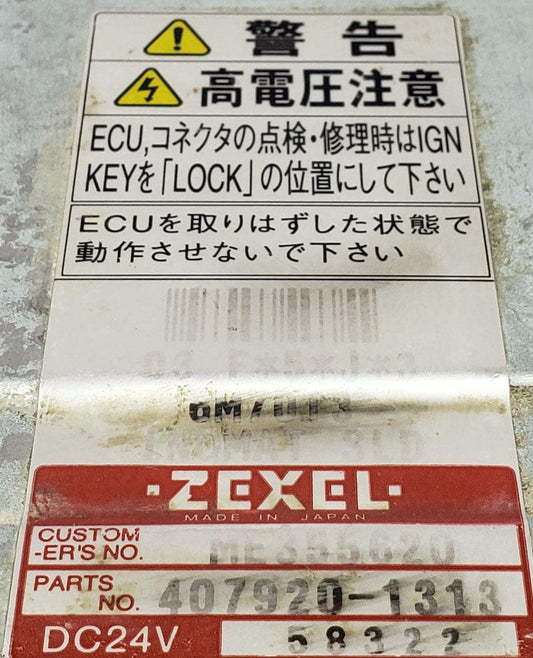 警告
高電圧注意
ECU,コネクタの点検・修理時はIGN
KEYを「LOCK」の位置にして下さい
ECUを取りはずした状態で
動作させないで下さい
·ZEXEL·
MADE IN JAPAN
CUSTOM
-ER'S NO. ME355620
PARTS
NO. 407920-1313
DC24V 58322